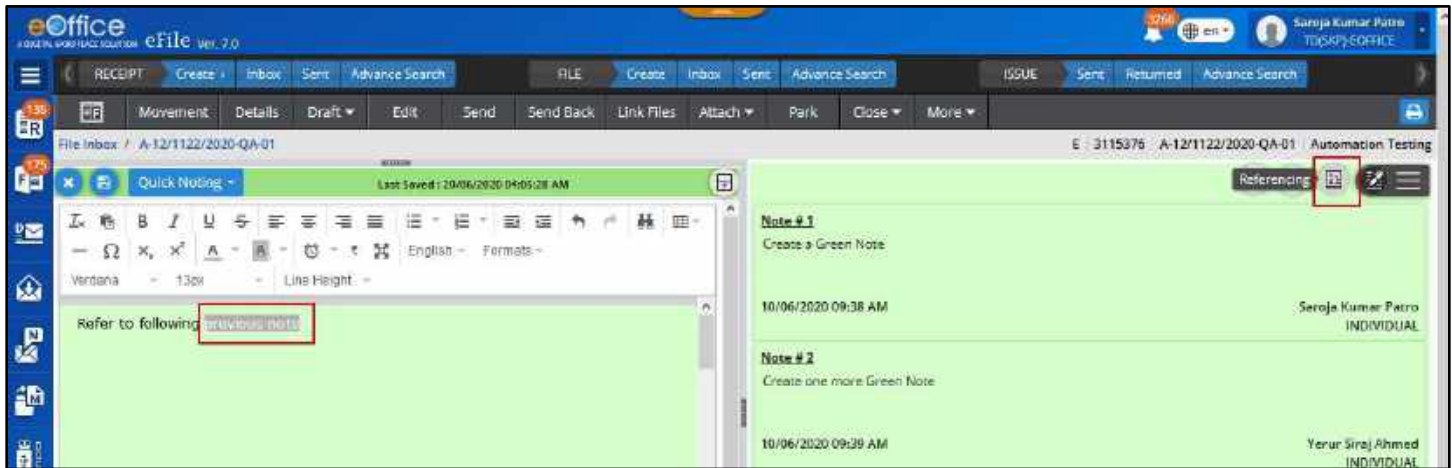 eOffice
A DIGITAL WORKPLACE SOLUTION eFile Ver. 7.0
3266 en Saroja Kumar Patro
TD(SKP)-EOFFICE
RECEIPT Create Inbox Sent Advance Search FILE Create Inbox Sent Advance Search ISSUE Sent Returned Advance Search
135 Movement Details Draft Edit Send Send Back Link Files Attach Park Close More
R
File Inbox / A-12/1122/2020-QA-01 E 3115376 A-12/1122/2020-QA-01 Automation Testing
175
F Quick Noting Last Saved : 20/06/2020 04:05:28 AM Referencing
B I U S
Ω X₂ X² A A ₹ English Formats
Verdana 13px Line Height
Note # 1
Create a Green Note
Refer to following previous note
10/06/2020 09:38 AM Saroja Kumar Patro
INDIVIDUAL
Note # 2
Create one more Green Note
10/06/2020 09:39 AM Yerur Siraj Ahmed
INDIVIDUAL
D
N
M